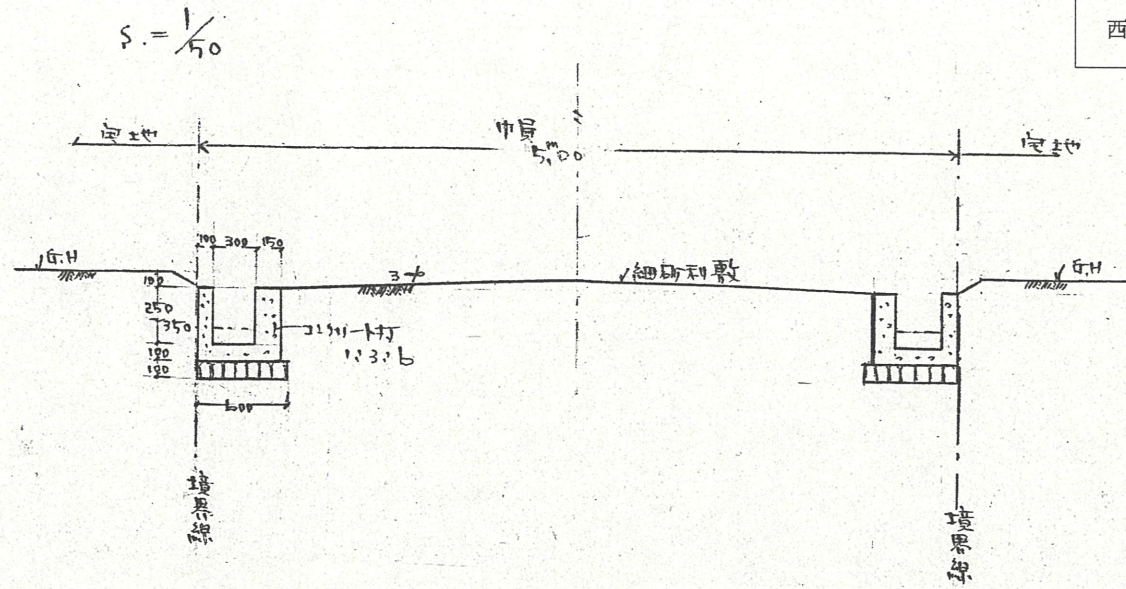 S.=1/50
西
宅地
巾員
5.00m
宅地
G.H
100 300 150
100
250
350
100
100
600
3%
細砂利敷
コンクリート打
1:3:6
G.H
境界線
境界線